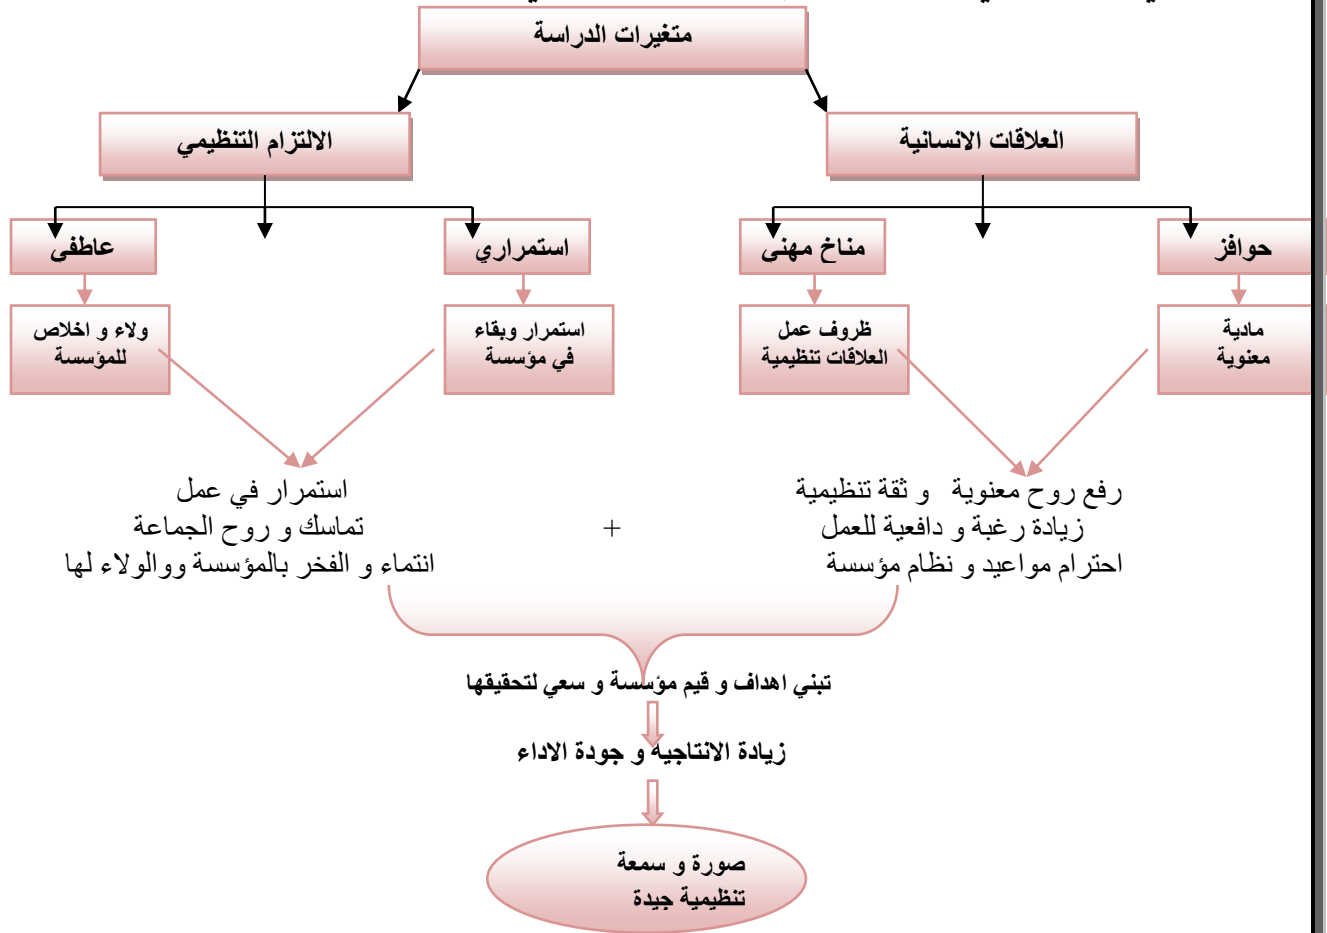 متغيرات الدراسة
العلاقات الانسانية
الالتزام التنظيمي
حوافز
مناخ مهني
استمراري
عاطفي
مادية
معنوية
ظروف عمل
العلاقات تنظيمية
استمرار وبقاء
في مؤسسة
ولاء و اخلاص
للمؤسسة
رفع روح معنوية و ثقة تنظيمية
زيادة رغبة و دافعية للعمل
احترام مواعيد و نظام مؤسسة
+
استمرار في عمل
تماسك و روح الجماعة
انتماء و الفخر بالمؤسسة ووالولاء لها
تبني اهداف و قيم مؤسسة و سعي لتحقيقها
زيادة الانتاجية و جودة الاداء
صورة و سمعة
تنظيمية جيدة